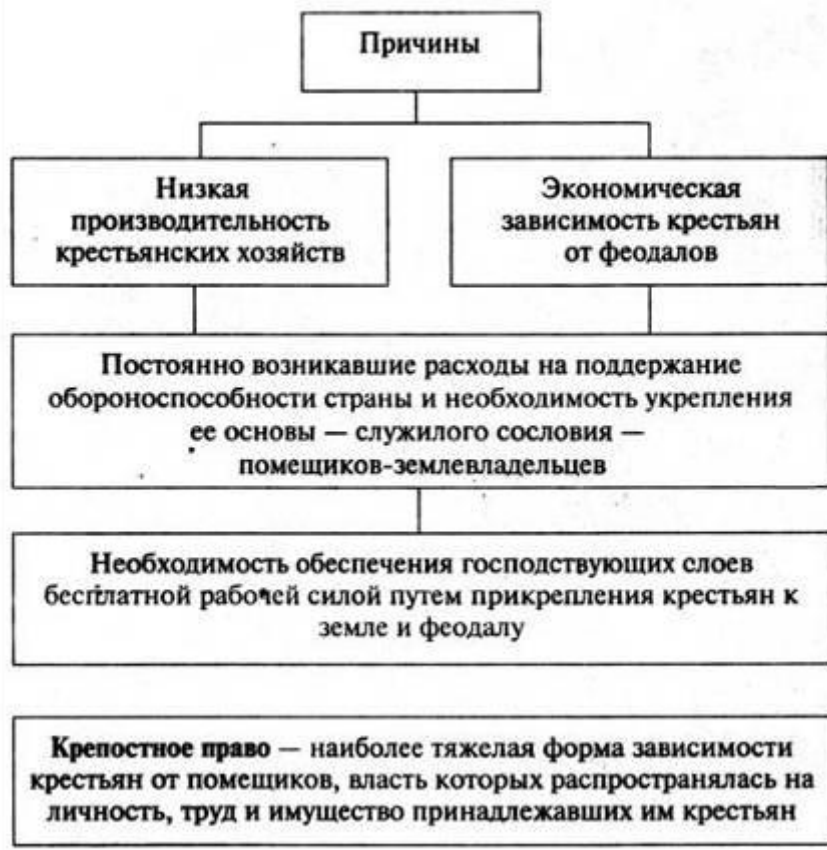 Причины
Низкая
производительность
крестьянских хозяйств
Экономическая
зависимость крестьян
от феодалов
Постоянно возникавшие расходы на поддержание
обороноспособности страны и необходимость укрепления
ее основы — служилого сословия —
помещиков-землевладельцев
Необходимость обеспечения господствующих слоев
бесплатной рабочей силой путем прикрепления крестьян к
земле и феодалу
Крепостное право — наиболее тяжелая форма зависимости
крестьян от помещиков, власть которых распространялась на
личность, труд и имущество принадлежавших им крестьян